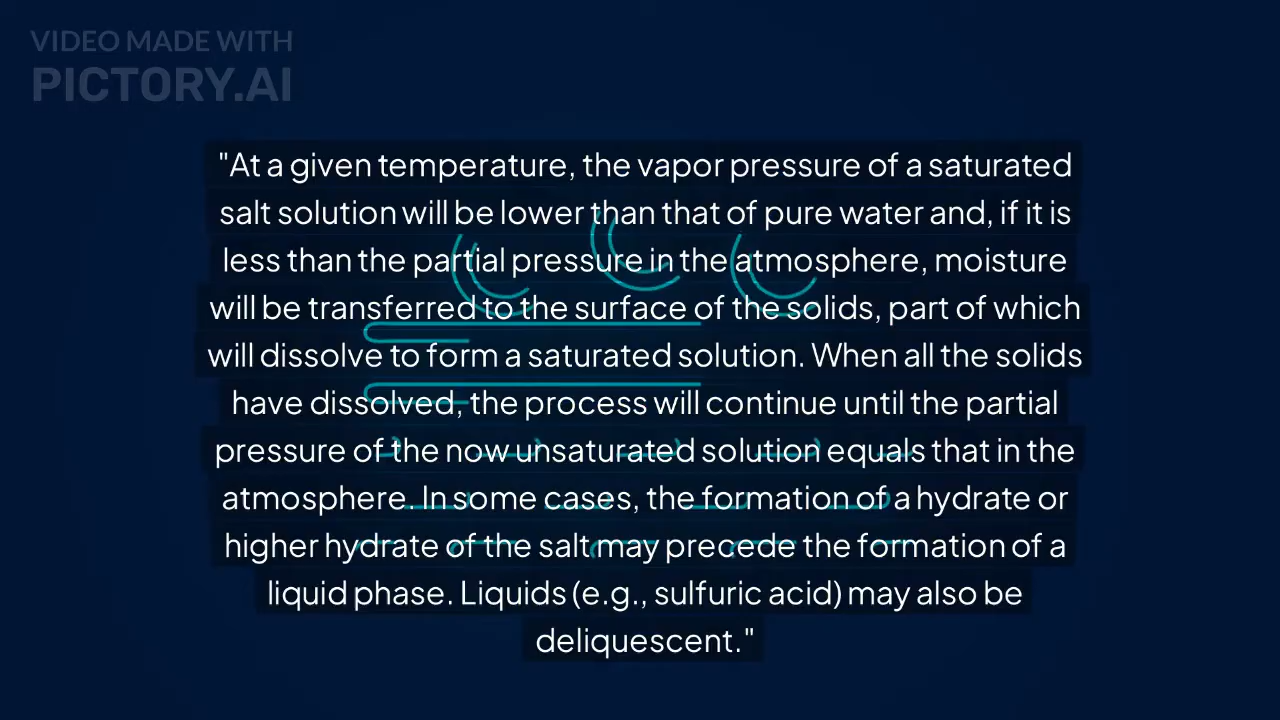 VIDEO MADE WITH
PICTORY.AI
"At a given temperature, the vapor pressure of a saturated
salt solution will be lower than that of pure water and, if it is
less than the partial pressure in the atmosphere, moisture
will be transferred to the surface of the solids, part of which
will dissolve to form a saturated solution. When all the solids
have dissolved, the process will continue until the partial
pressure of the now unsaturated solution equals that in the
atmosphere. In some cases, the formation of a hydrate or
higher hydrate of the salt may precede the formation of a
liquid phase. Liquids (e.g., sulfuric acid) may also be
deliquescent."